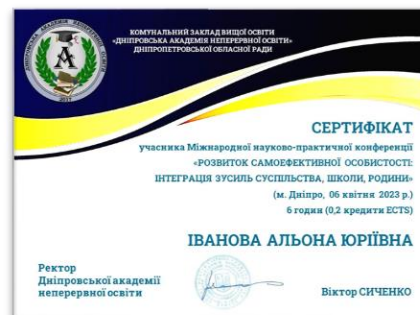 КОМУНАЛЬНИЙ ЗАКЛАД ВИЩОЇ ОСВІТИ
«ДНІПРОВСЬКА АКАДЕМІЯ НЕПЕРЕРВНОЇ ОСВІТИ»
ДНІПРОПЕТРОВСЬКОЇ ОБЛАСНОЇ РАДИ
СЕРТИФІКАТ
учасника Міжнародної науково-практичної конференції
«РОЗВИТОК САМОЕФЕКТИВНОЇ ОСОБИСТОСТІ:
ІНТЕГРАЦІЯ ЗУСИЛЬ СУСПІЛЬСТВА, ШКОЛИ, РОДИНИ»
(м. Дніпро, 06 квітня 2023 р.)
6 годин (0,2 кредити ECTS)
ІВАНОВА АЛЬОНА ЮРІЇВНА
Ректор
Дніпровської академії
неперервної освіти
Віктор СИЧЕНКО